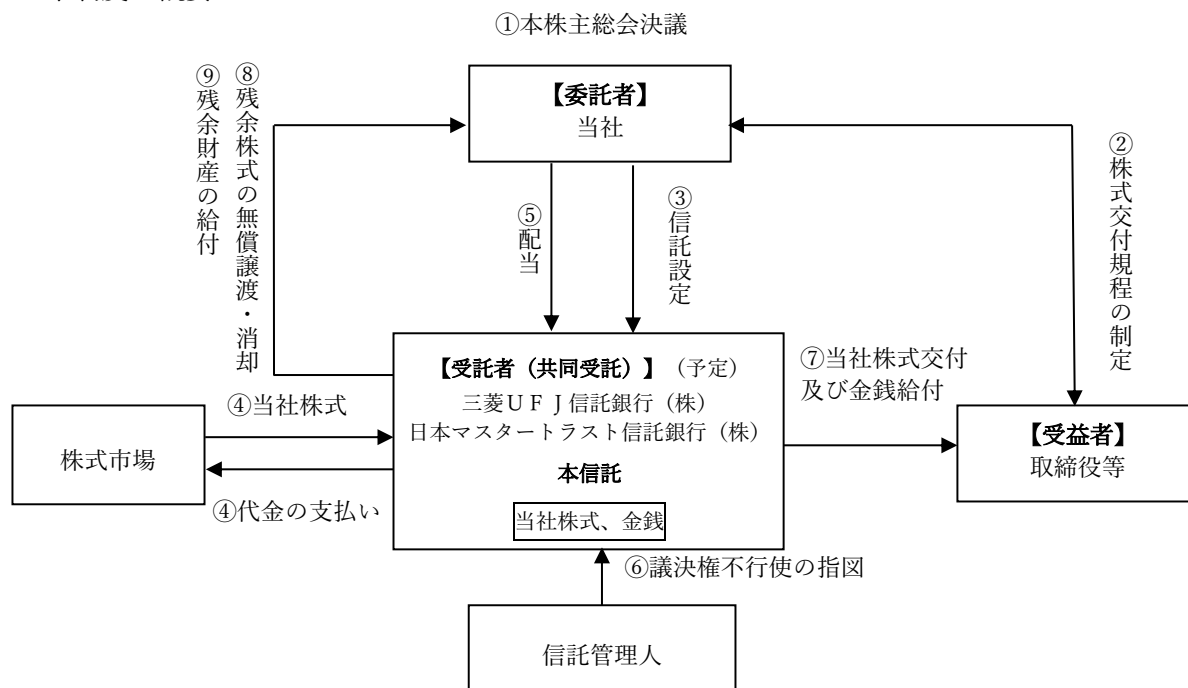 ①本株主総会決議
⑨残余財産の給付
⑧残余株式の無償譲渡・消却
【委託者】
当社
②株式交付規程の制定
⑤配当
③信託設定
【受託者（共同受託）】（予定）
三菱ＵＦＪ信託銀行（株）
日本マスタートラスト信託銀行（株）
本信託
当社株式、金銭
⑦当社株式交付
及び金銭給付
④当社株式
株式市場
④代金の支払い
【受益者】
取締役等
⑥議決権不行使の指図
信託管理人